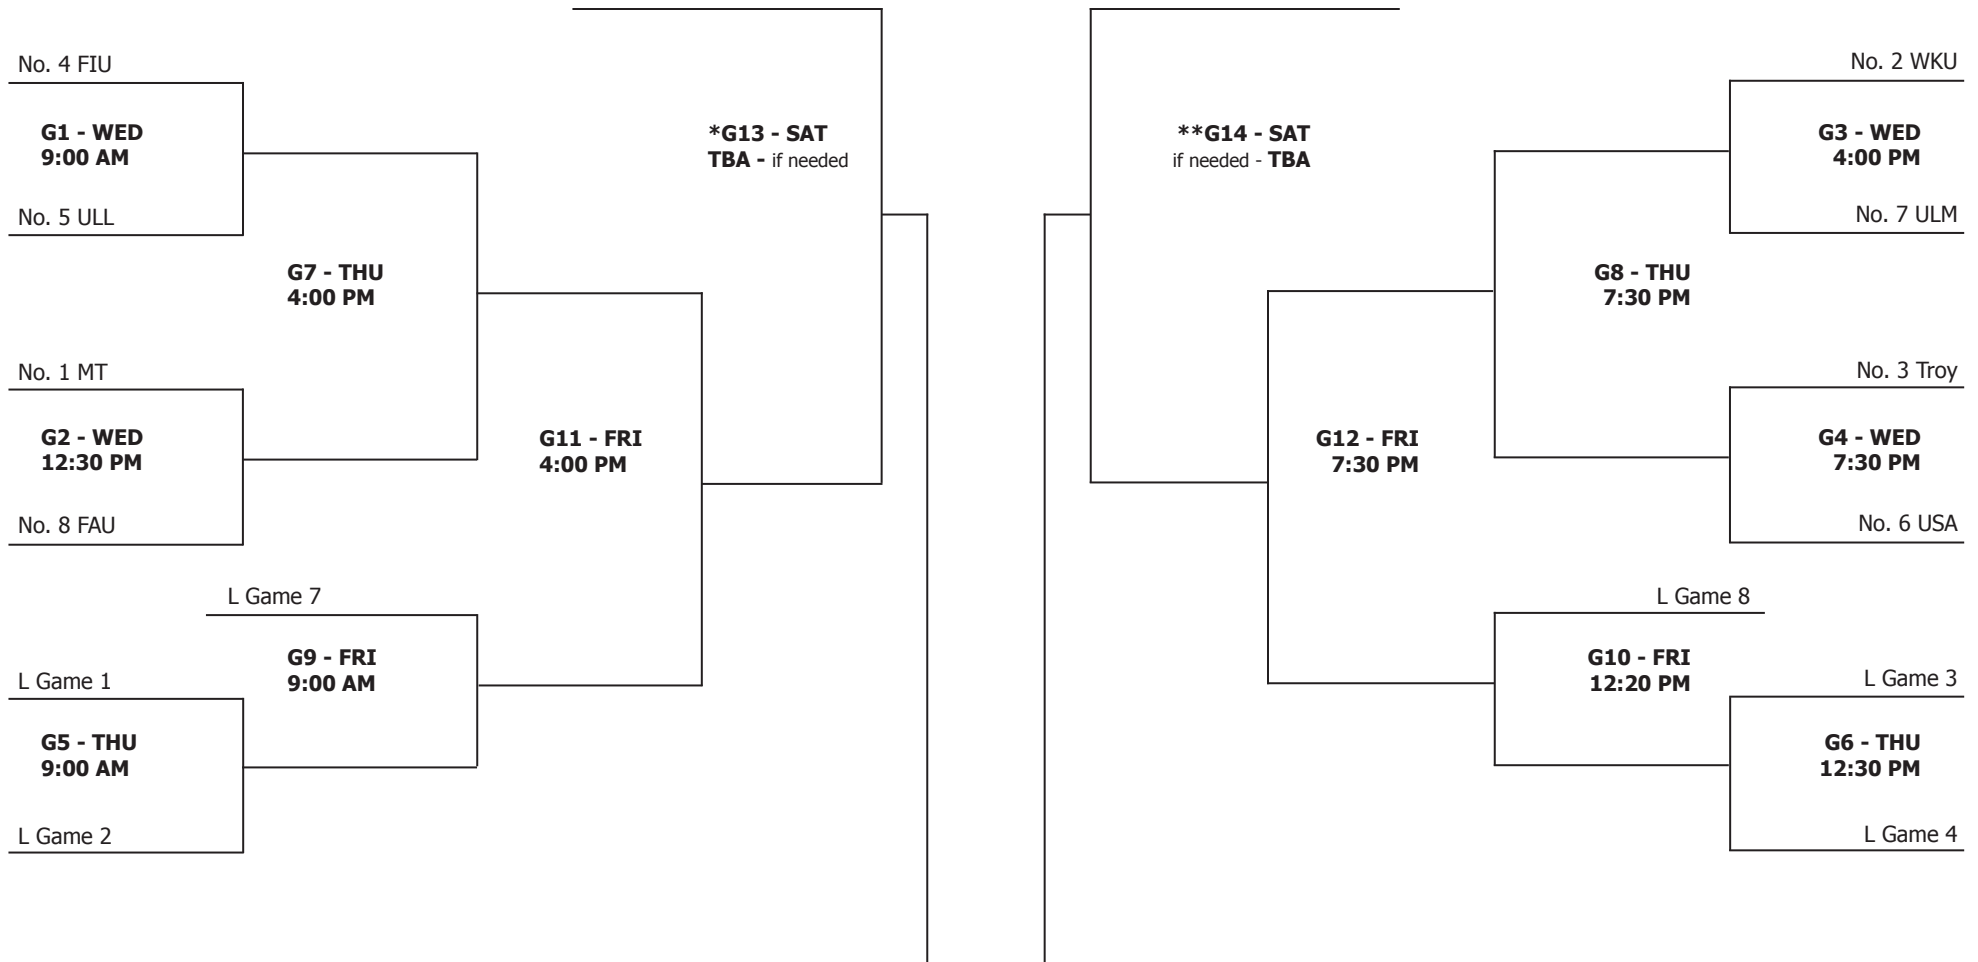 No. 4 FIU
G1 - WED
9:00 AM
No. 5 ULL
G7 - THU
4:00 PM
No. 1 MT
G2 - WED
12:30 PM
No. 8 FAU
G11 - FRI
4:00 PM
*G13 - SAT
TBA - if needed
L Game 7
G9 - FRI
9:00 AM
L Game 1
G5 - THU
9:00 AM
L Game 2
**G14 - SAT
if needed - TBA
No. 2 WKU
G3 - WED
4:00 PM
No. 7 ULM
G8 - THU
7:30 PM
No. 3 Troy
G4 - WED
7:30 PM
No. 6 USA
G12 - FRI
7:30 PM
L Game 8
G10 - FRI
12:20 PM
L Game 3
G6 - THU
12:30 PM
L Game 4